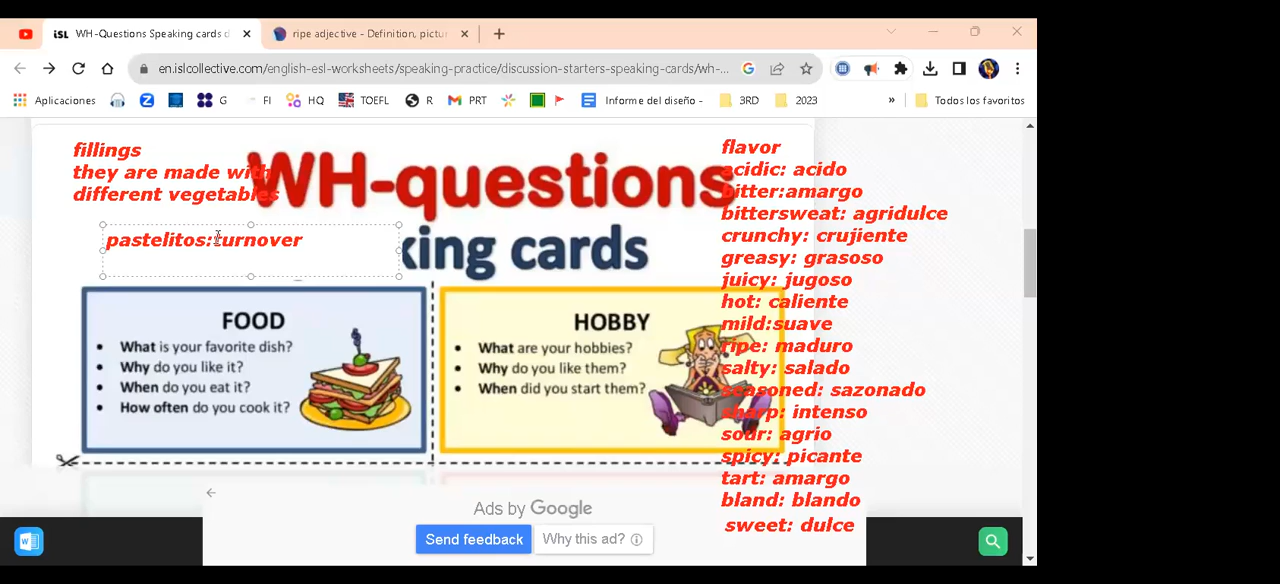 WH-Questions Speaking cards d
ripe adjective - Definition, pictur
en.islcollective.com/english-esl-worksheets/speaking-practice/discussion-starters-speaking-cards/wh-...
Aplicaciones
G
FI
HQ
TOEFL
R
PRT
Informe del diseño -
3RD
2023
»
Todos los favoritos
fillings
they are made with
different vegetables
WH-questions
pastelitos:turnover
king cards
FOOD
What is your favorite dish?
Why do you like it?
When do you eat it?
How often do you cook it?
HOBBY
What are your hobbies?
Why do you like them?
When did you start them?
flavor
acidic: acido
bitter:amargo
bittersweat: agridulce
crunchy: crujiente
greasy: grasoso
juicy: jugoso
hot: caliente
mild:suave
ripe: maduro
salty: salado
seasoned: sazonado
sharp: intenso
sour: agrio
spicy: picante
tart: amargo
bland: blando
sweet: dulce
Ads by Google
Send feedback
Why this ad?